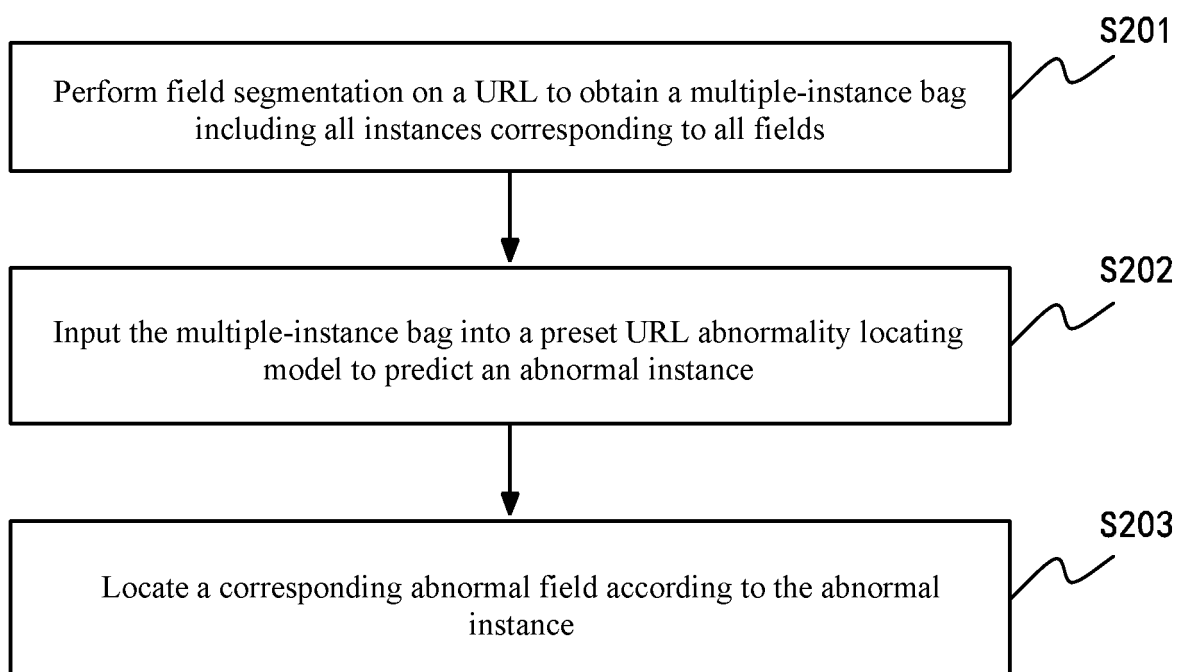 S201
Perform field segmentation on a URL to obtain a multiple-instance bag
including all instances corresponding to all fields
S202
Input the multiple-instance bag into a preset URL abnormality locating
model to predict an abnormal instance
S203
Locate a corresponding abnormal field according to the abnormal
instance